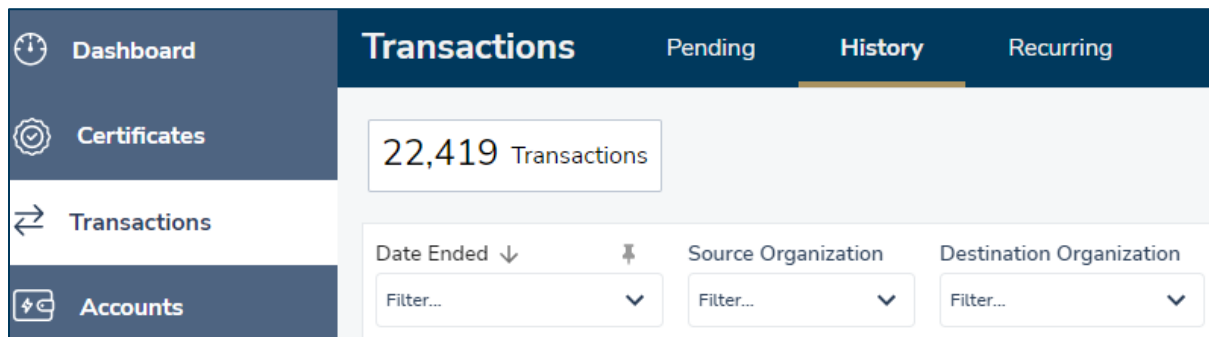 Dashboard
Certificates
Transactions
Accounts
Transactions Pending History Recurring
22,419 Transactions
Date Ended Source Organization Destination Organization
Filter... Filter... Filter...